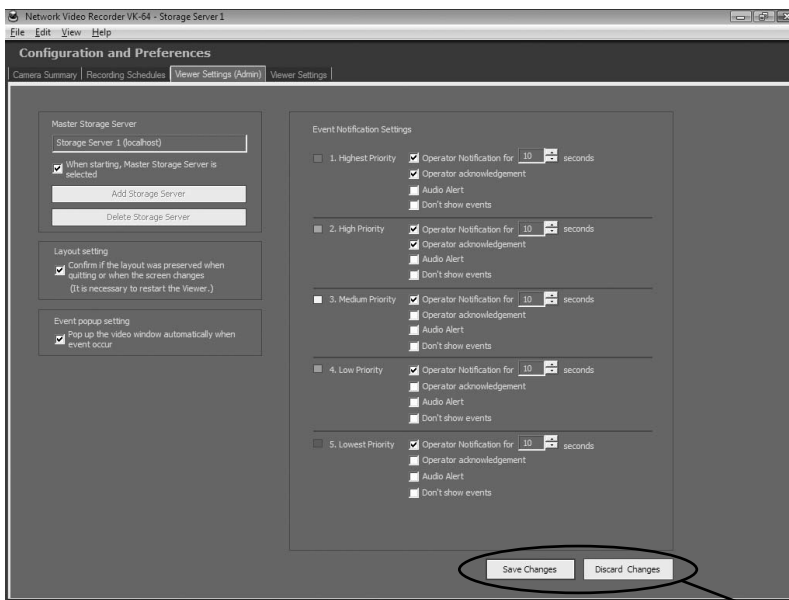 Network Video Recorder VK-64 - Storage Server 1
File Edit View Help
Configuration and Preferences
Camera Summary Recording Schedules Viewer Settings (Admin) Viewer Settings
Master Storage Server
Storage Server 1 (localhost)
When starting, Master Storage Server is
selected
Add Storage Server
Delete Storage Server
Layout setting
Confirm if the layout was preserved when
quitting or when the screen changes
(It is necessary to restart the Viewer.)
Event popup setting
Pop up the video window automatically when
event occur
Event Notification Settings
1. Highest Priority Operator Notification for 10 seconds
Operator acknowledgement
Audio Alert
Don't show events
2. High Priority Operator Notification for 10 seconds
Operator acknowledgement
Audio Alert
Don't show events
3. Medium Priority Operator Notification for 10 seconds
Operator acknowledgement
Audio Alert
Don't show events
4. Low Priority Operator Notification for 10 seconds
Operator acknowledgement
Audio Alert
Don't show events
5. Lowest Priority Operator Notification for 10 seconds
Operator acknowledgement
Audio Alert
Don't show events
Save Changes Discard Changes